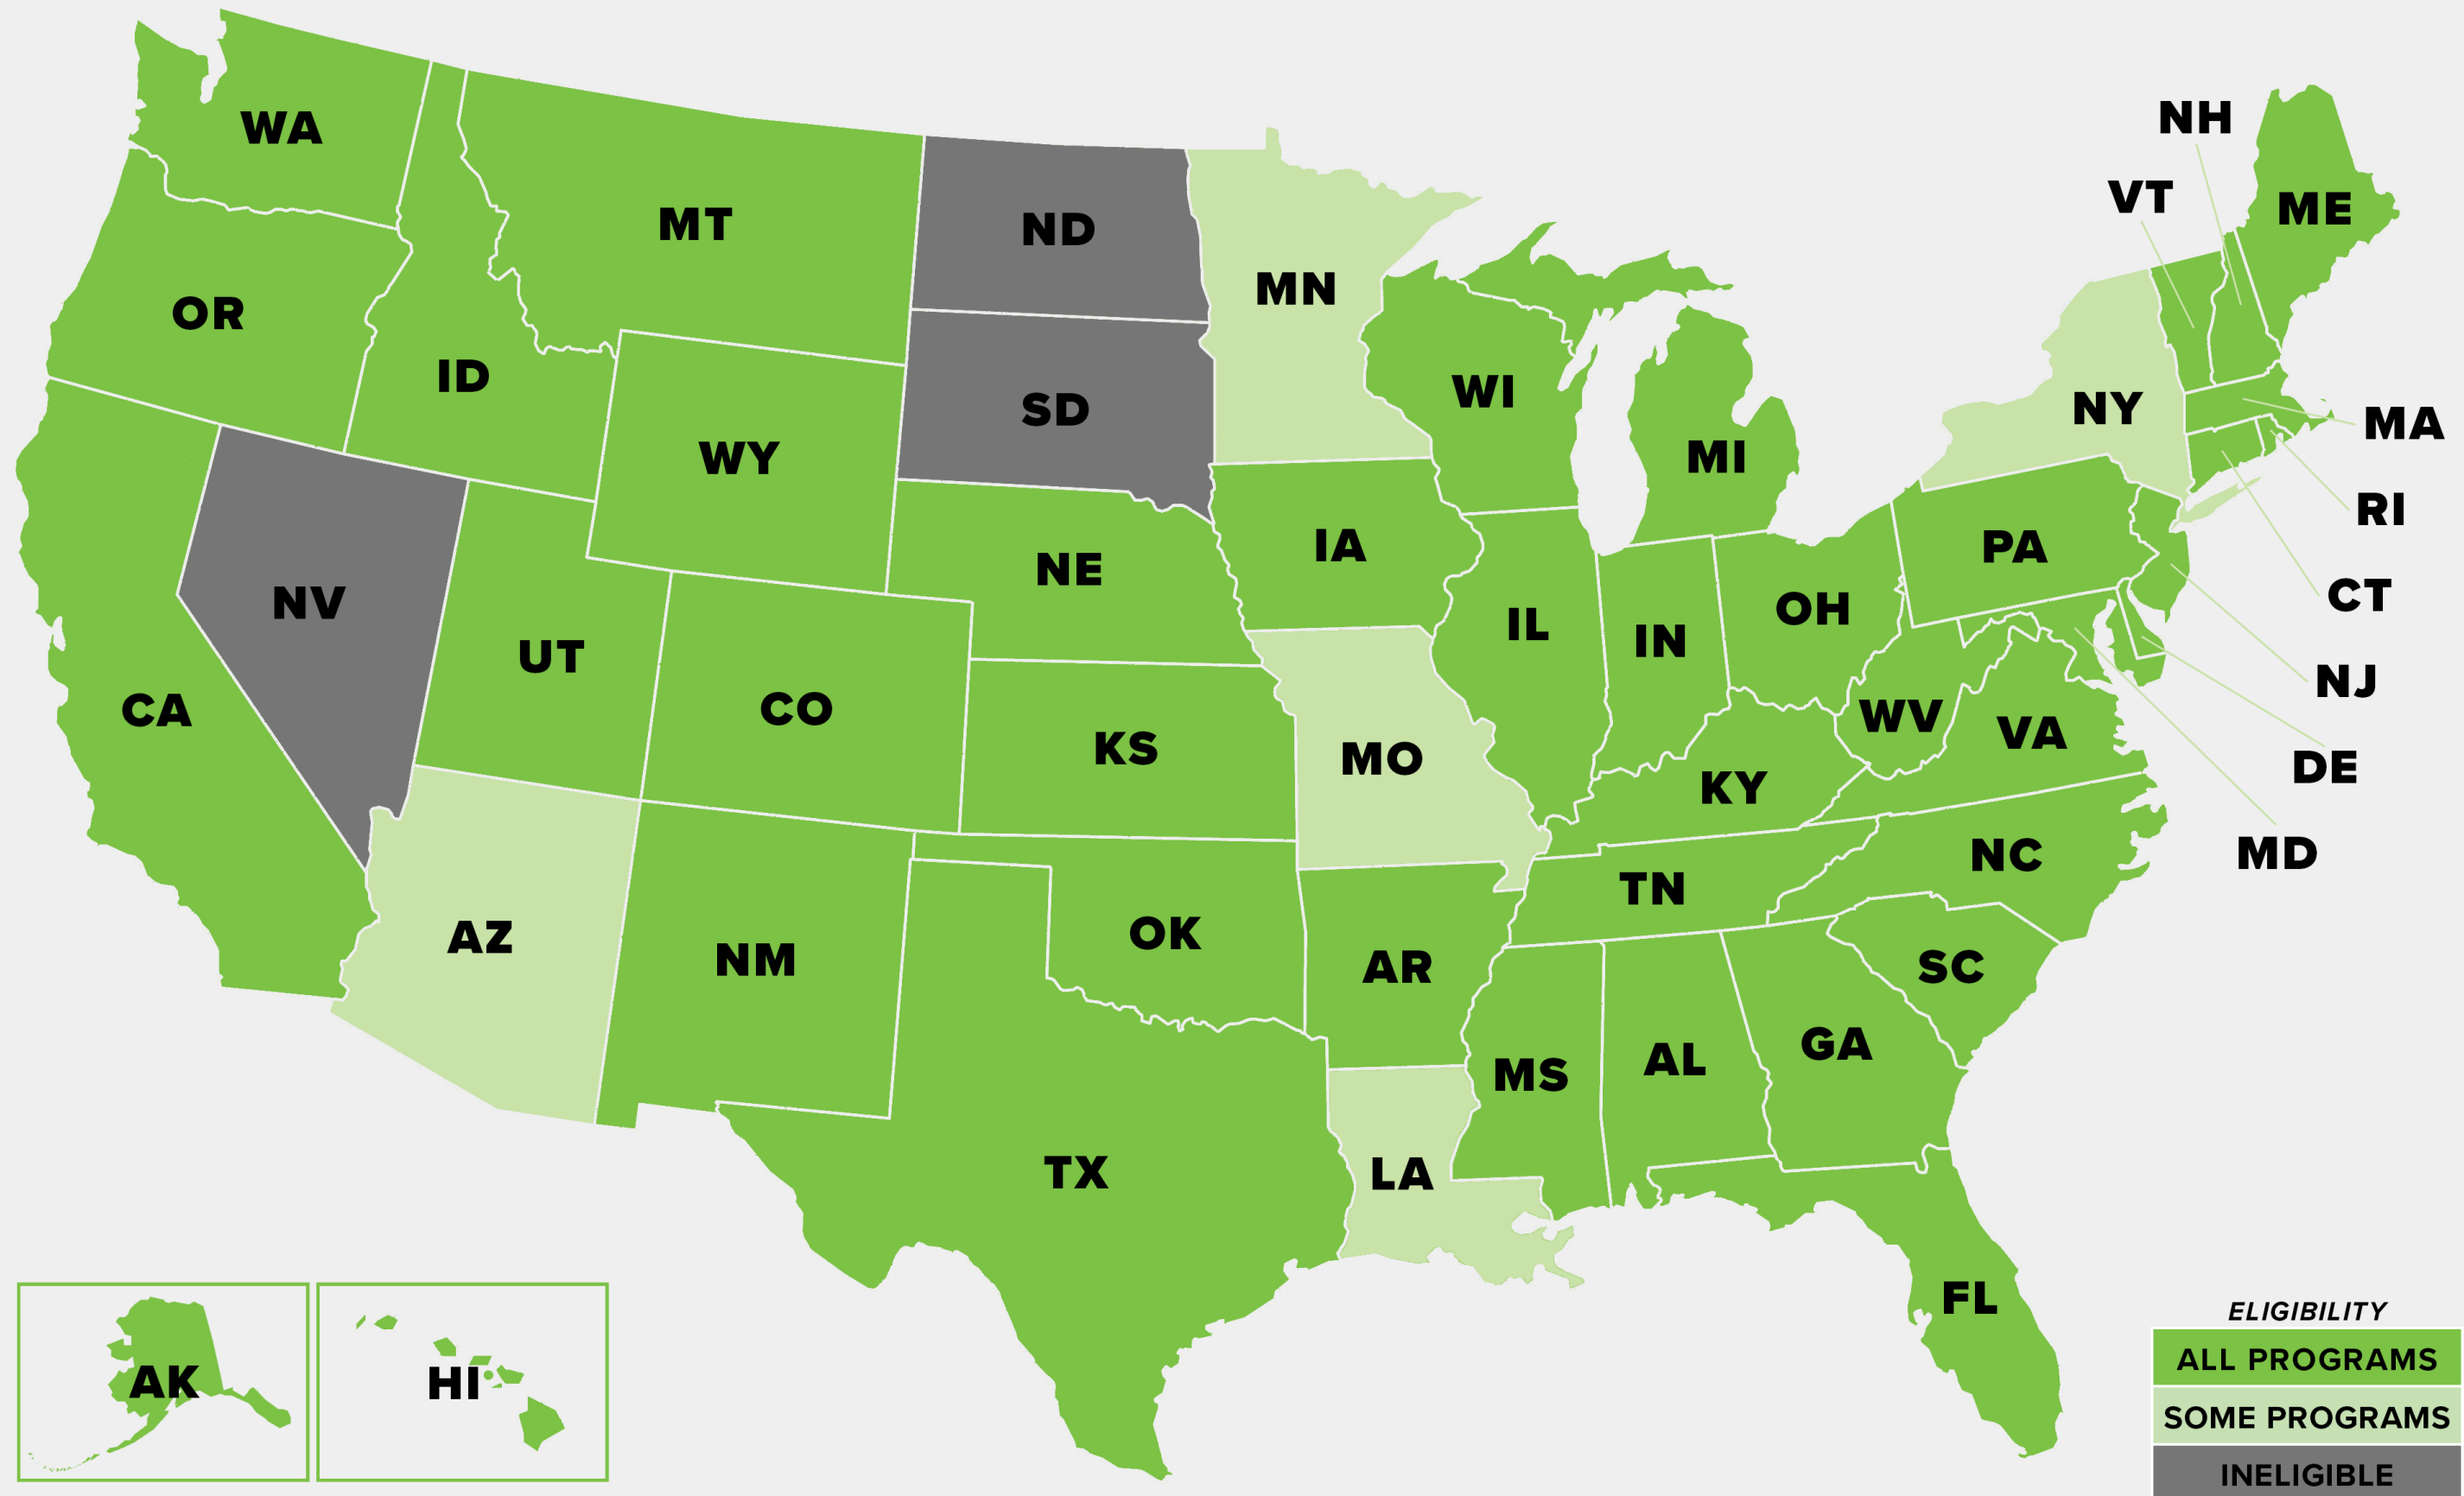 WA
NH
VT
ME
MT
ND
MN
OR
ID
SD
WI
NY
MA
WY
MI
RI
IA
PA
NE
CT
NV
OH
IL
IN
UT
NJ
CA
CO
WV
VA
KS
MO
DE
KY
MD
NC
TN
AZ
OK
NM
AR
SC
GA
AL
MS
TX
LA
FL
AK
HI
ELIGIBILITY
ALL PROGRAMS
SOME PROGRAMS
INELIGIBLE